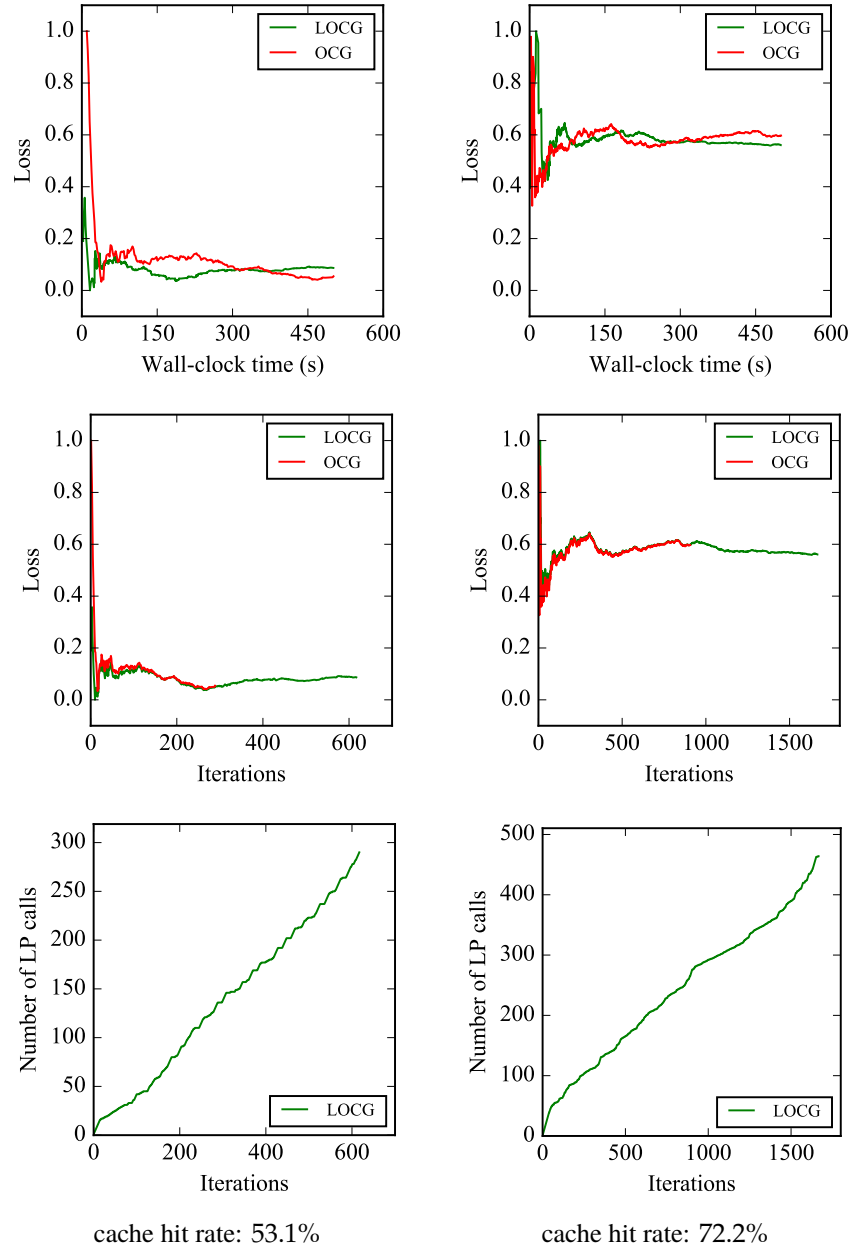 LOCG
OCG
1.0
0.8
0.6
0.4
0.2
0.0
Loss
0
150
300
450
600
Wall-clock time (s)
LOCG
OCG
1.0
0.8
0.6
0.4
0.2
0.0
Loss
0
150
300
450
600
Wall-clock time (s)
LOCG
OCG
1.0
0.8
0.6
0.4
0.2
0.0
Loss
0
200
400
600
Iterations
LOCG
OCG
1.0
0.8
0.6
0.4
0.2
0.0
Loss
0
500
1000
1500
Iterations
300
250
200
150
100
50
0
Number of LP calls
LOCG
0
200
400
600
Iterations
500
400
300
200
100
0
Number of LP calls
LOCG
0
500
1000
1500
Iterations
cache hit rate: 53.1%
cache hit rate: 72.2%